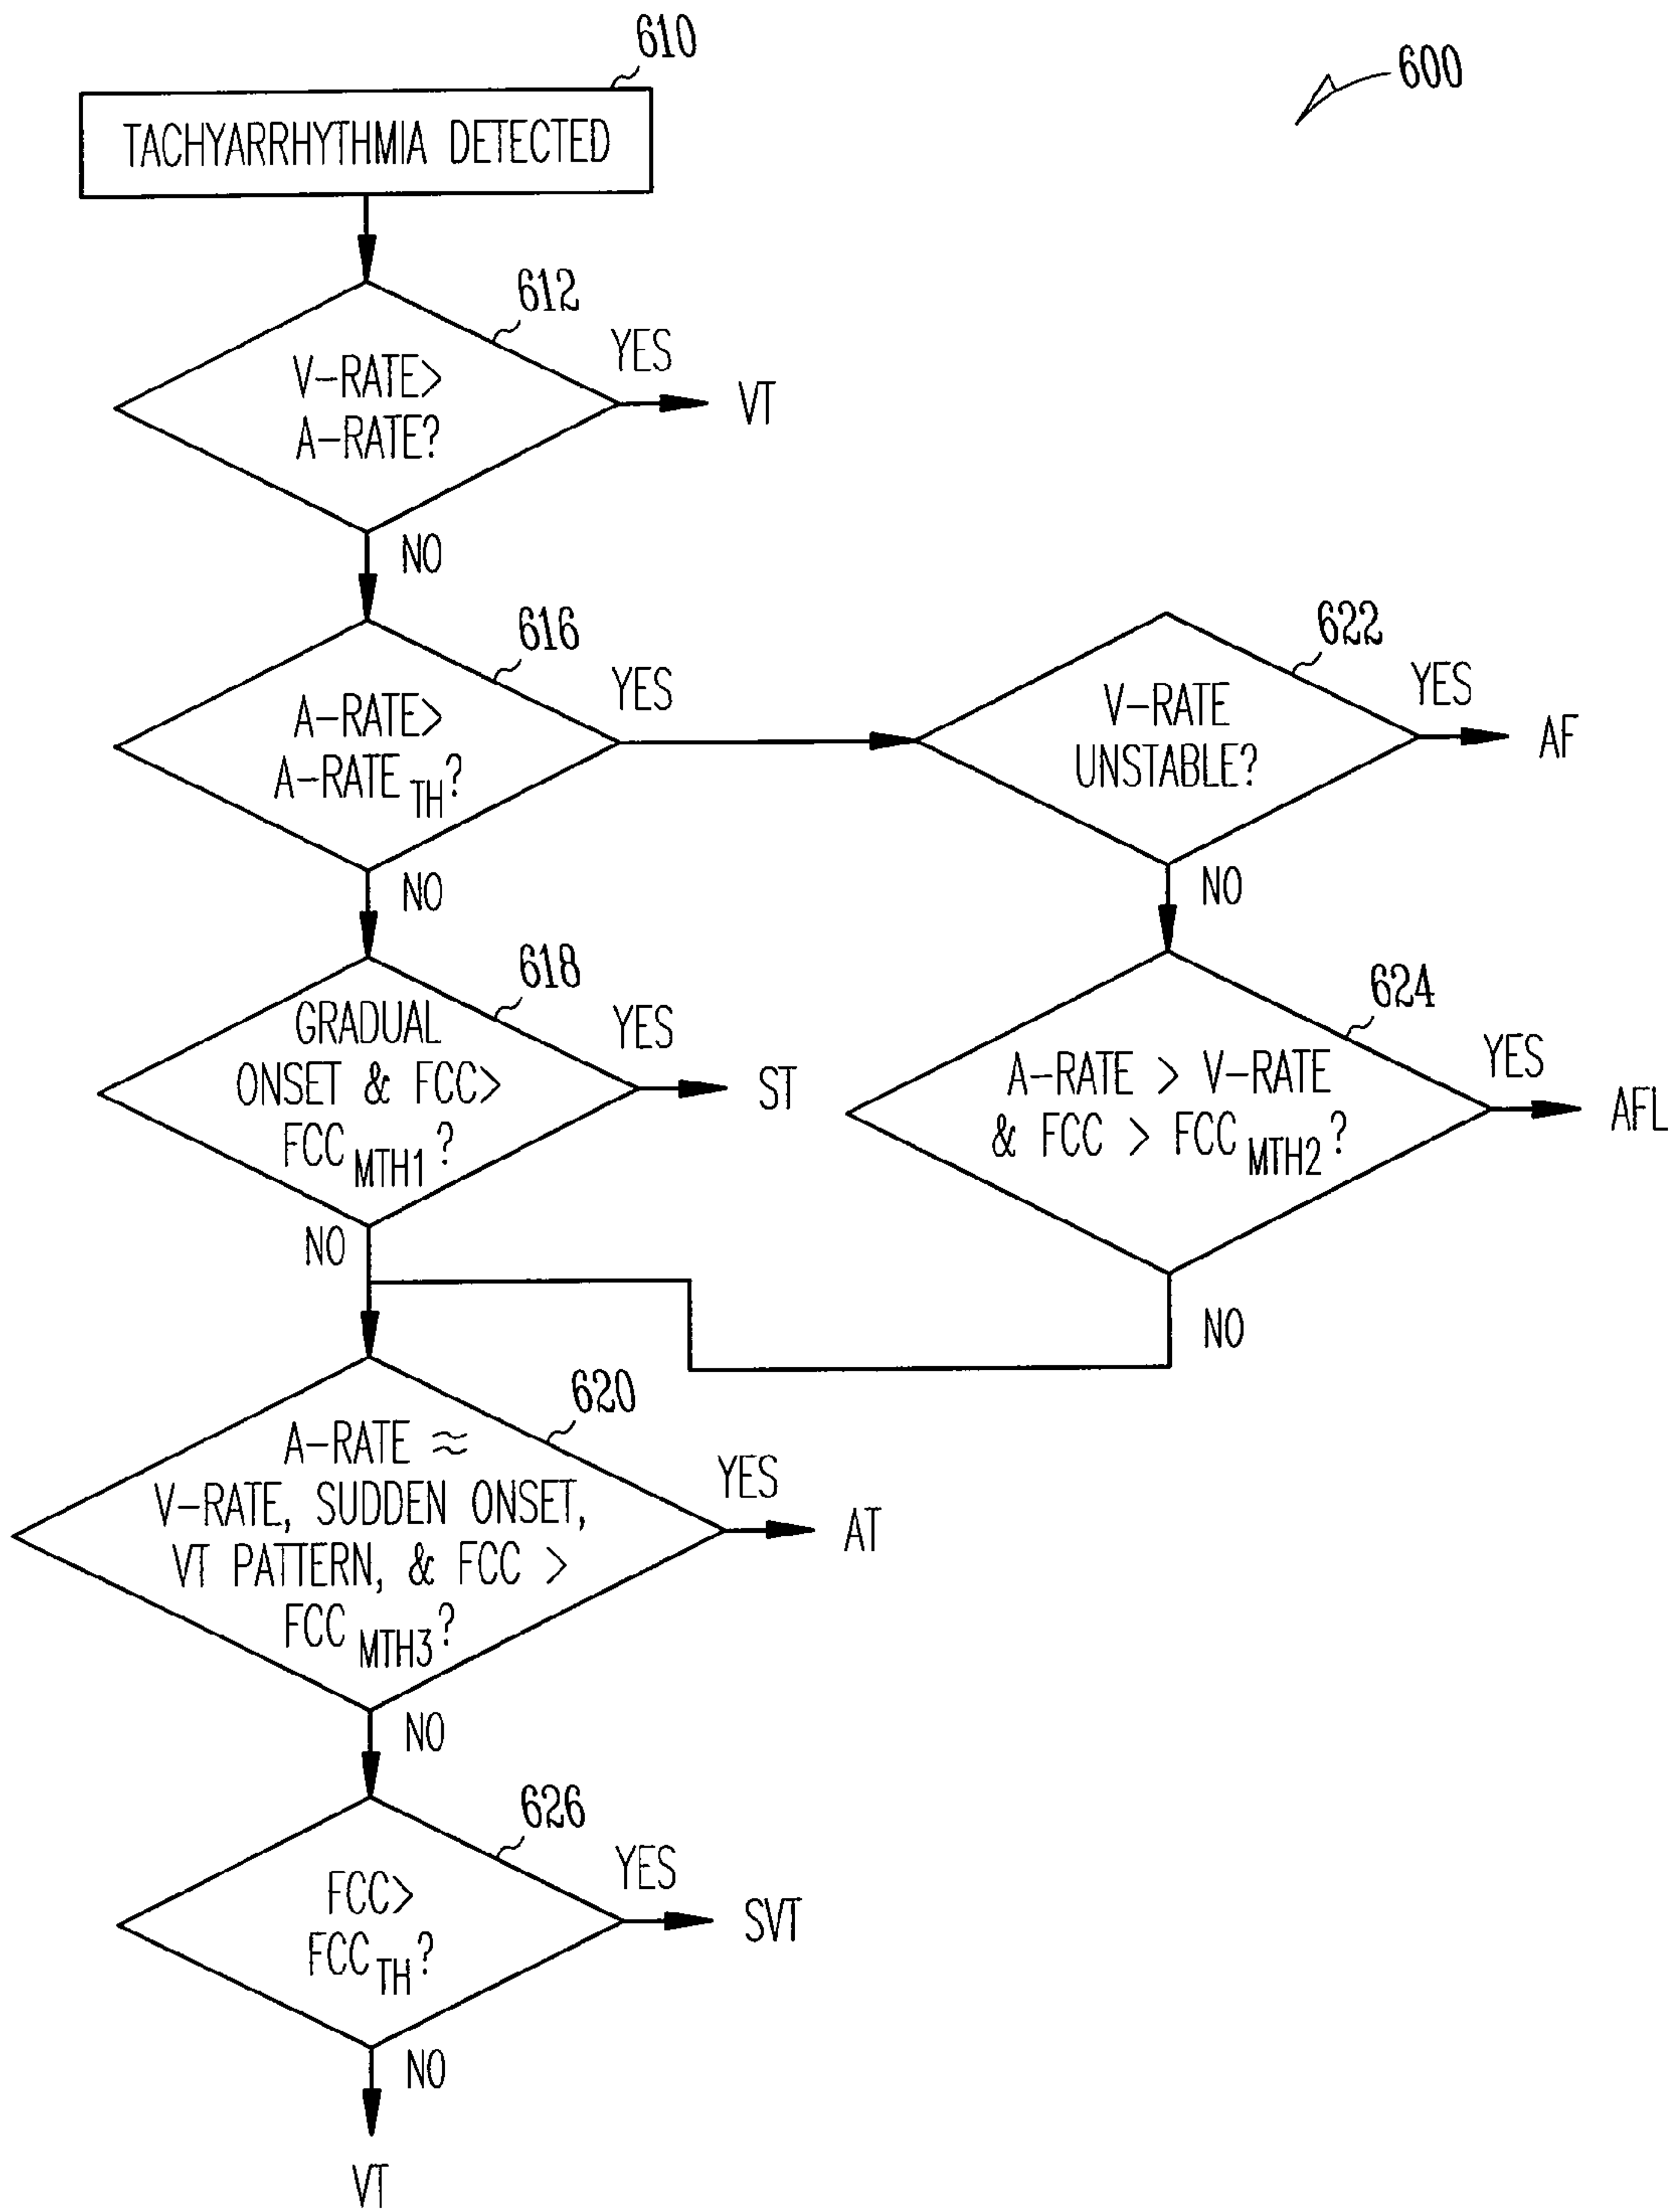 610
600
TACHYARRHYTHMIA DETECTED
612
V-RATE>
A-RATE?
YES
VT
NO
616
A-RATE>
A-RATE TH?
YES
622
V-RATE
UNSTABLE?
YES
AF
NO
NO
618
GRADUAL
ONSET & FCC>
FCC MTH1?
YES
ST
624
A-RATE > V-RATE
& FCC > FCC MTH2?
YES
AFL
NO
NO
620
A-RATE ≈
V-RATE, SUDDEN ONSET,
VT PATTERN, & FCC >
FCC MTH3?
YES
AT
NO
626
FCC>
FCC TH?
YES
SVT
NO
VT